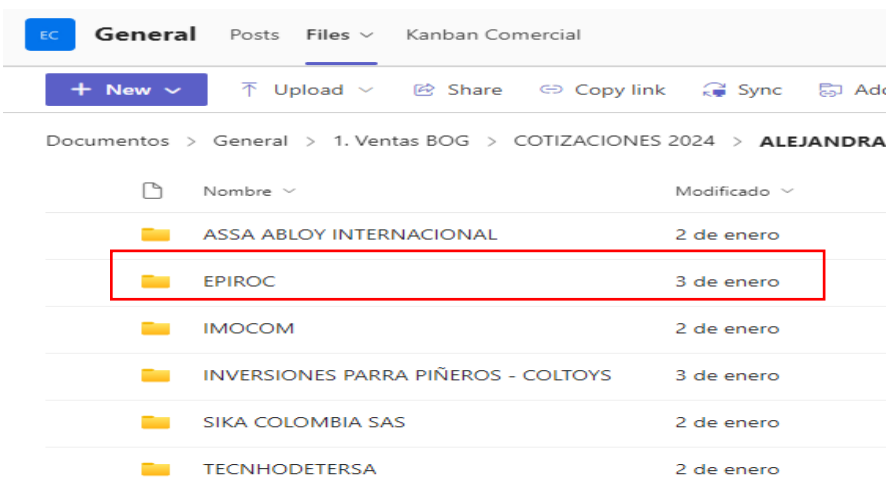 EC General Posts Files Kanban Comercial
+ New Upload Share Copy link Sync
Documentos > General > 1. Ventas BOG > COTIZACIONES 2024 > ALEJANDRA
Nombre Modificado
ASSA ABLOY INTERNACIONAL 2 de enero
EPIROC 3 de enero
IMOCOM 2 de enero
INVERSIONES PARRA PIÑEROS - COLTOYS 3 de enero
SIKA COLOMBIA SAS 2 de enero
TECNHODETERSA 2 de enero